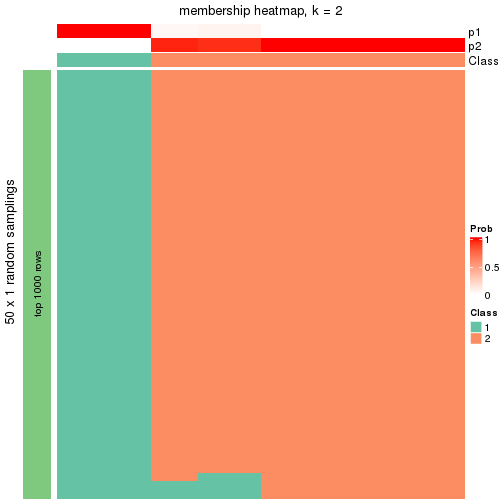 membership heatmap, k = 2
p1
p2
Class
50 x 1 random samplings
top 1000 rows
Prob
1
0.5
0
Class
1
2